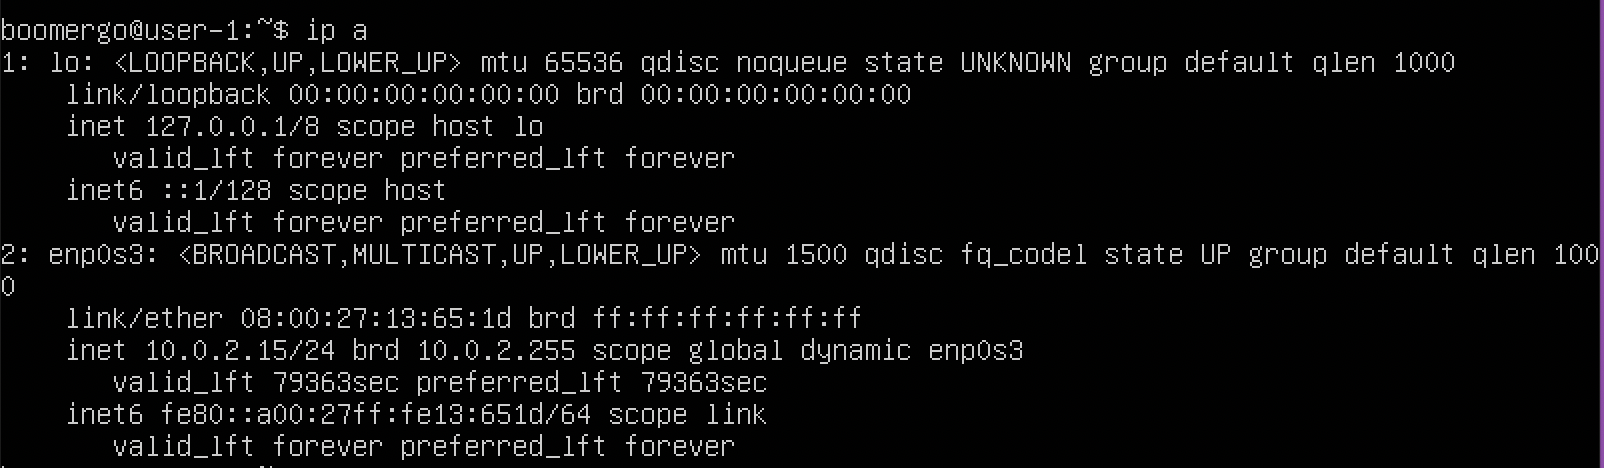 boomergo@user-1:~$ ip a
1: lo: <LOOPBACK,UP,LOWER_UP> mtu 65536 qdisc noqueue state UNKNOWN group default qlen 1000
    link/loopback 00:00:00:00:00:00 brd 00:00:00:00:00:00
    inet 127.0.0.1/8 scope host lo
       valid_lft forever preferred_lft forever
    inet6 ::1/128 scope host
       valid_lft forever preferred_lft forever
2: enp0s3: <BROADCAST,MULTICAST,UP,LOWER_UP> mtu 1500 qdisc fq_codel state UP group default qlen 100
0
    link/ether 08:00:27:13:65:1d brd ff:ff:ff:ff:ff:ff
    inet 10.0.2.15/24 brd 10.0.2.255 scope global dynamic enp0s3
       valid_lft 79363sec preferred_lft 79363sec
    inet6 fe80::a00:27ff:fe13:651d/64 scope link
       valid_lft forever preferred_lft forever